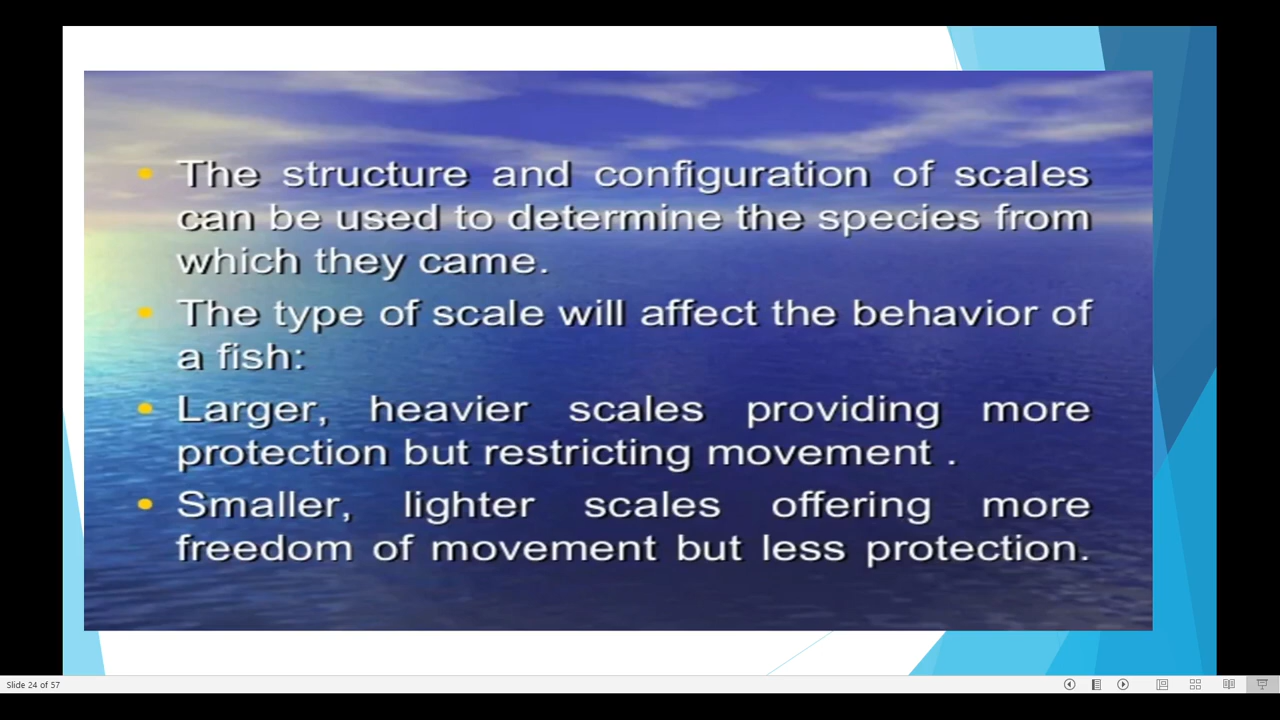 The structure and configuration of scales
can be used to determine the species from
which they came.
The type of scale will affect the behavior of
a fish:
Larger, heavier scales providing more
protection but restricting movement .
Smaller, lighter scales offering more
freedom of movement but less protection.
Slide 24 of 57